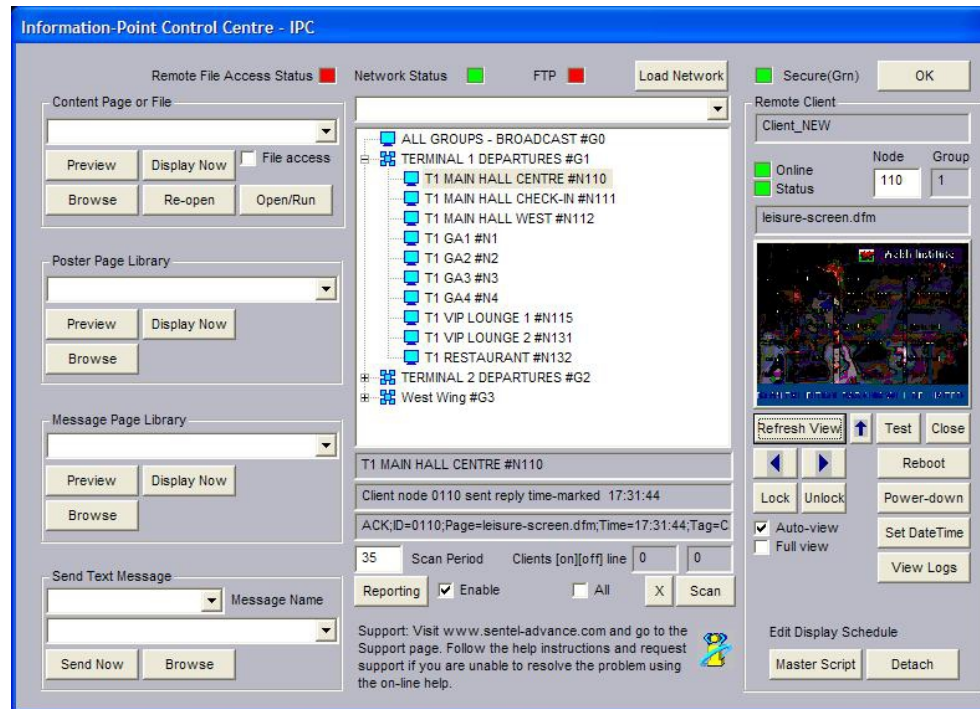 Information-Point Control Centre - IPC
Remote File Access Status
Network Status
FTP
Load Network
Secure(Grn)
OK
Content Page or File
Preview
Display Now
File access
Browse
Re-open
Open/Run
Poster Page Library
Preview
Display Now
Browse
Message Page Library
Preview
Display Now
Browse
Send Text Message
Message Name
Send Now
Browse
ALL GROUPS - BROADCAST #G0
TERMINAL 1 DEPARTURES #G1
T1 MAIN HALL CENTRE #N110
T1 MAIN HALL CHECK-IN #N111
T1 MAIN HALL WEST #N112
T1 GA1 #N1
T1 GA2 #N2
T1 GA3 #N3
T1 GA4 #N4
T1 VIP LOUNGE 1 #N115
T1 VIP LOUNGE 2 #N131
T1 RESTAURANT #N132
TERMINAL 2 DEPARTURES #G2
West Wing #G3
T1 MAIN HALL CENTRE #N110
Client node 0110 sent reply time-marked 17:31:44
ACK;ID=0110;Page=leisure-screen.dfm;Time=17:31:44;Tag=C
35
Scan Period
Clients [on][off] line
0
0
Reporting
Enable
All
X
Scan
Support: Visit www.sentel-advance.com and go to the
Support page. Follow the help instructions and request
support if you are unable to resolve the problem using
the on-line help.
Remote Client
Client_NEW
Node
Group
Online
Status
110
1
leisure-screen.dfm
Institute
Refresh View
Test
Close
Reboot
Lock
Unlock
Power-down
Auto-view
Full view
Set DateTime
View Logs
Edit Display Schedule
Master Script
Detach